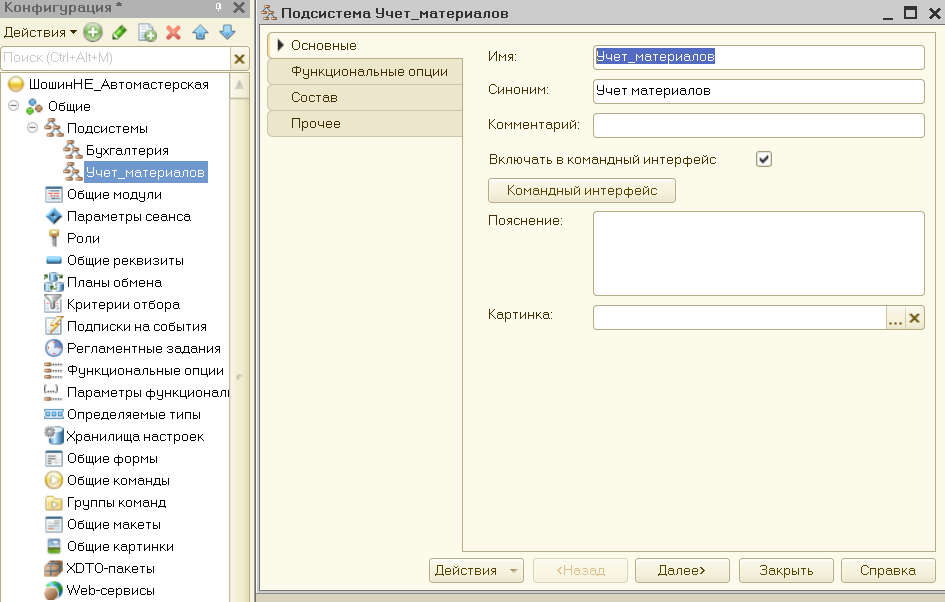 Конфигурация *
Действия
Поиск (Ctrl+Alt+M)
ШошинНЕ_Автомастерская
Общие
Подсистемы
Бухгалтерия
Учет_материалов
Общие модули
Параметры сеанса
Роли
Общие реквизиты
Планы обмена
Критерии отбора
Подписки на события
Регламентные задания
Функциональные опции
Параметры функционал
Определяемые типы
Хранилища настроек
Общие формы
Общие команды
Группы команд
Общие макеты
Общие картинки
XDTO-пакеты
Web-сервисы
Подсистема Учет_материалов
Основные
Функциональные опции
Состав
Прочее
Имя: Учет_материалов
Синоним: Учет материалов
Комментарий:
Включать в командный интерфейс
Командный интерфейс
Пояснение:
Картинка: ...
Действия <Назад Далее> Закрыть Справка